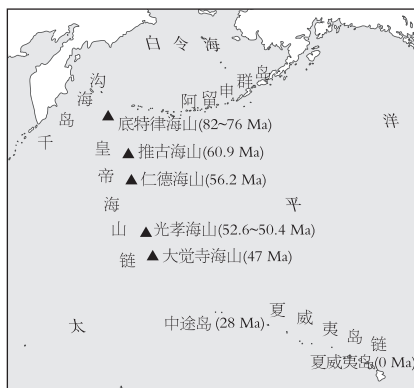 白令海
阿留申群岛
千岛海沟
底特律海山(82~76 Ma)
洋
皇帝海山链
推古海山(60.9 Ma)
仁德海山(56.2 Ma)
平
光孝海山(52.6~50.4 Ma)
大觉寺海山(47 Ma)
太
中途岛(28 Ma)
夏威夷岛链
夏威夷岛(0 Ma)